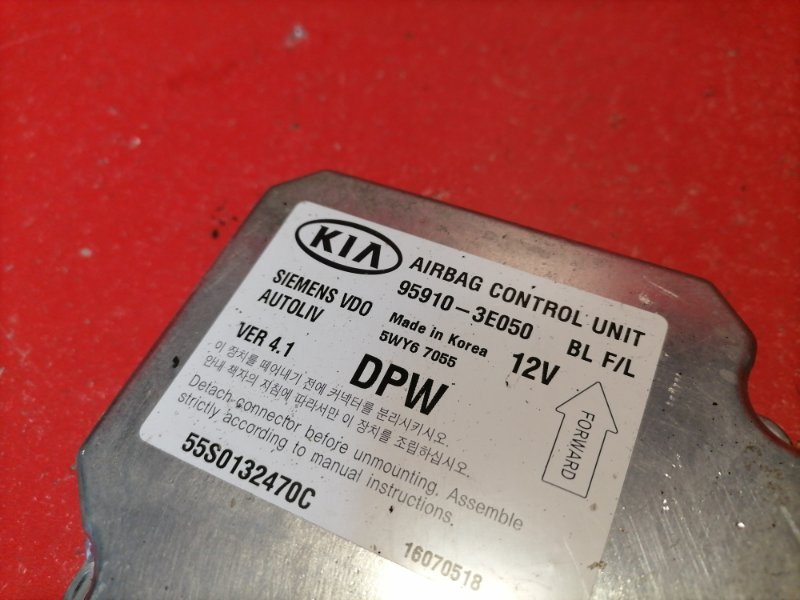 KIA
AIRBAG CONTROL UNIT
95910-3E050 BL F/L
SIEMENS VDO
AUTOLIV
Made in Korea
5WY6 7055
12V
VER 4.1
DPW
이 장치를 떼어내기 전에 커넥터를 분리시키시오.
안내 책자의 지침에 따라서만 이 장치를 조립하십시오.
Detach connector before unmounting. Assemble
strictly according to manual instructions.
FORWARD
55S0132470C
16070518